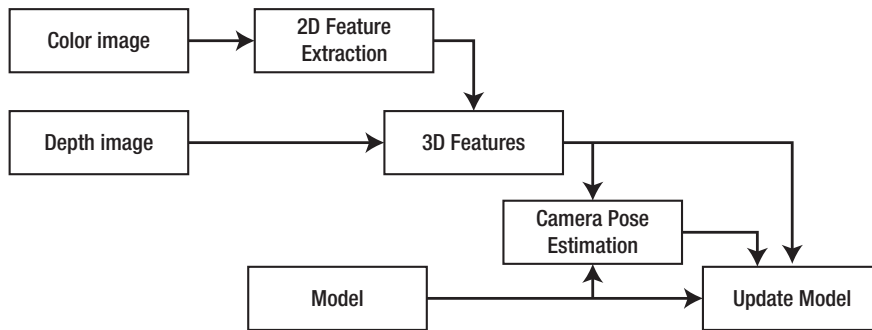 Color image
2D Feature
Extraction
Depth image
3D Features
Camera Pose
Estimation
Model
Update Model